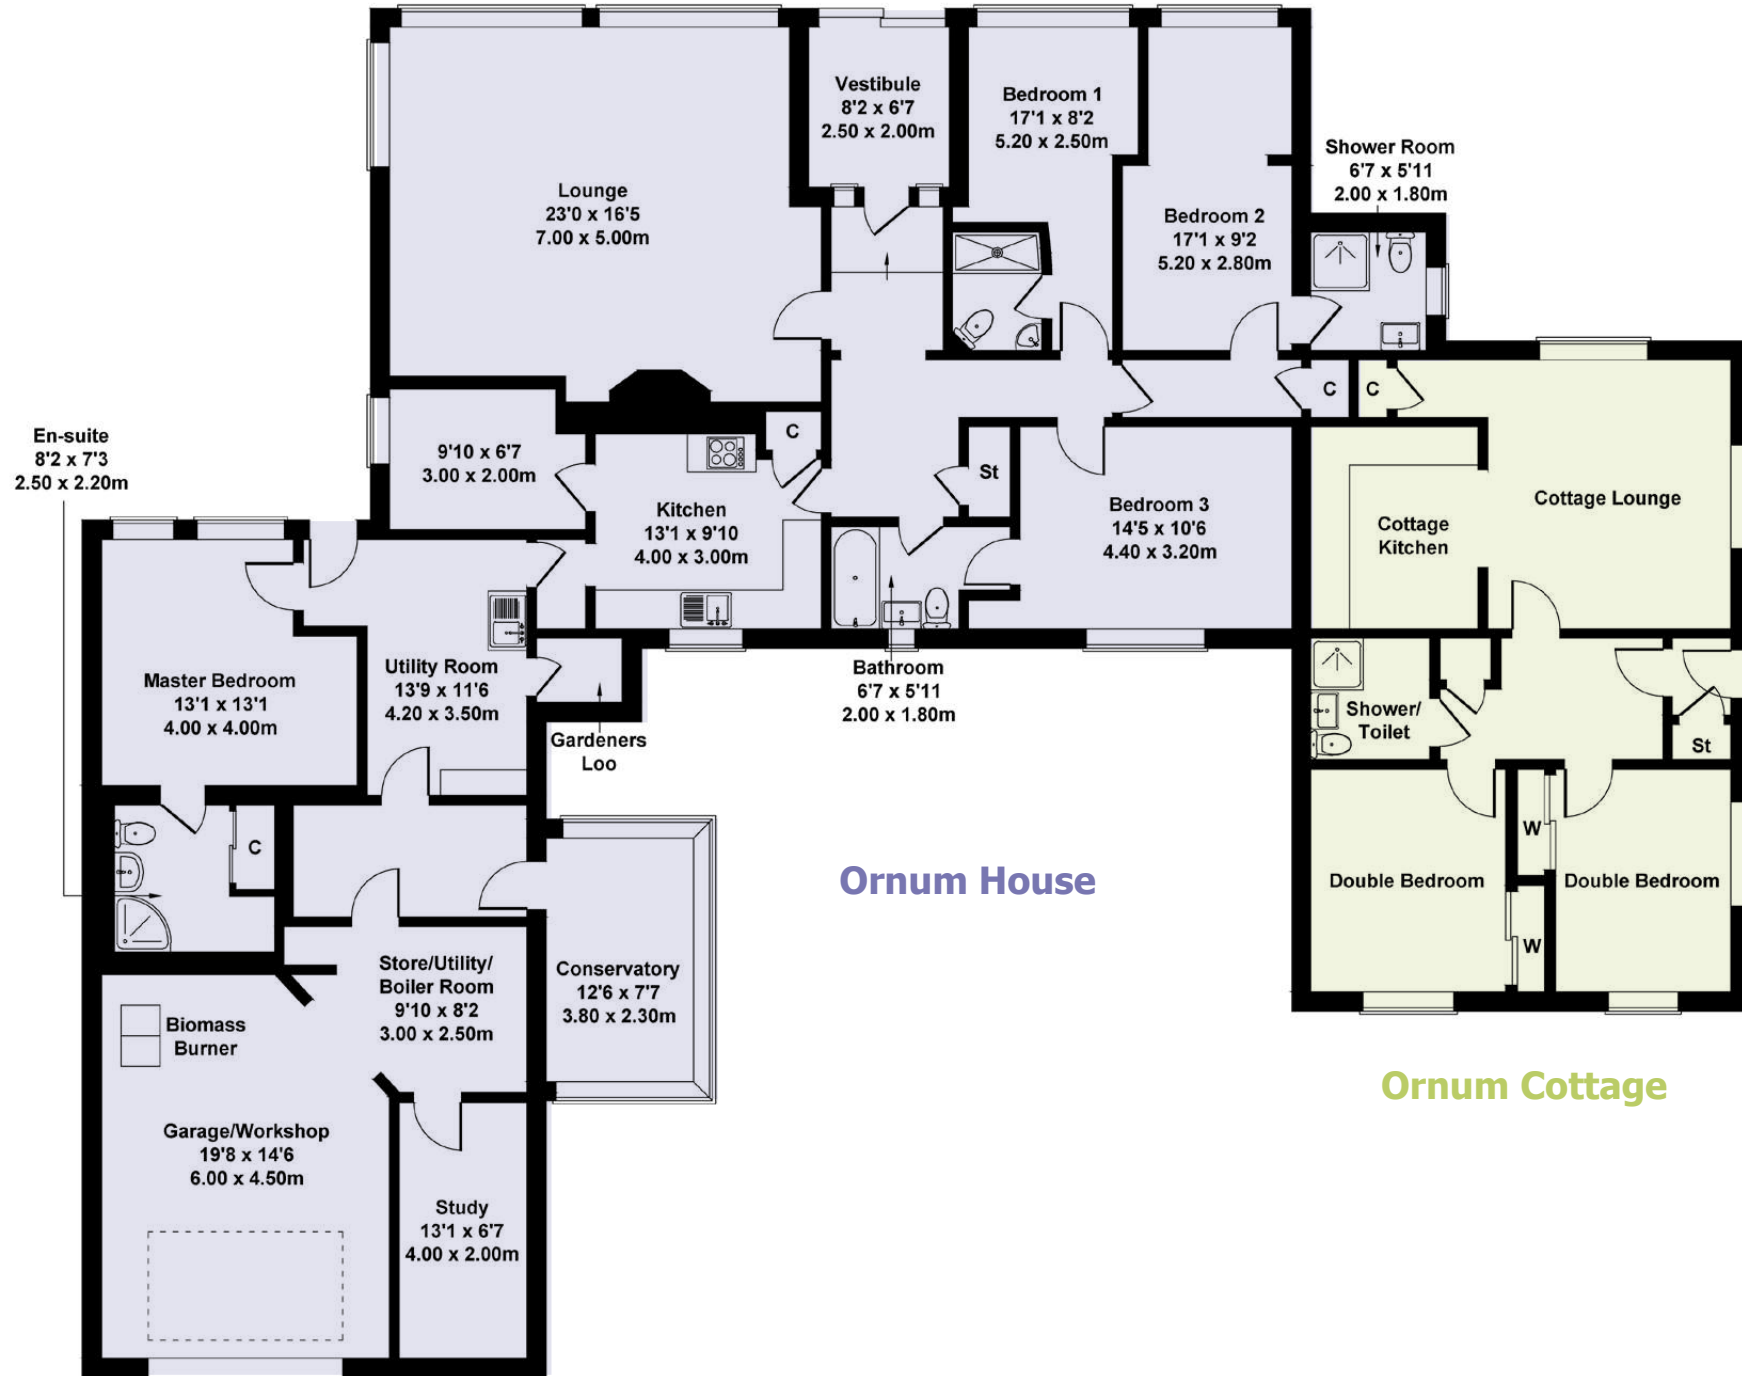 Vestibule
8'2 x 6'7
2.50 x 2.00m
Bedroom 1
17'1 x 8'2
5.20 x 2.50m
Shower Room
6'7 x 5'11
2.00 x 1.80m
Lounge
23'0 x 16'5
7.00 x 5.00m
Bedroom 2
17'1 x 9'2
5.20 x 2.80m
C
C
En-suite
8'2 x 7'3
2.50 x 2.20m
9'10 x 6'7
3.00 x 2.00m
C
St
Kitchen
13'1 x 9'10
4.00 x 3.00m
Bedroom 3
14'5 x 10'6
4.40 x 3.20m
Cottage Lounge
Cottage
Kitchen
Master Bedroom
13'1 x 13'1
4.00 x 4.00m
Utility Room
13'9 x 11'6
4.20 x 3.50m
Gardeners
Loo
Bathroom
6'7 x 5'11
2.00 x 1.80m
Shower/
Toilet
St
C
W
Double Bedroom
Double Bedroom
W
Ornum House
Store/Utility/
Boiler Room
9'10 x 8'2
3.00 x 2.50m
Conservatory
12'6 x 7'7
3.80 x 2.30m
Biomass
Burner
Ornum Cottage
Garage/Workshop
19'8 x 14'6
6.00 x 4.50m
Study
13'1 x 6'7
4.00 x 2.00m